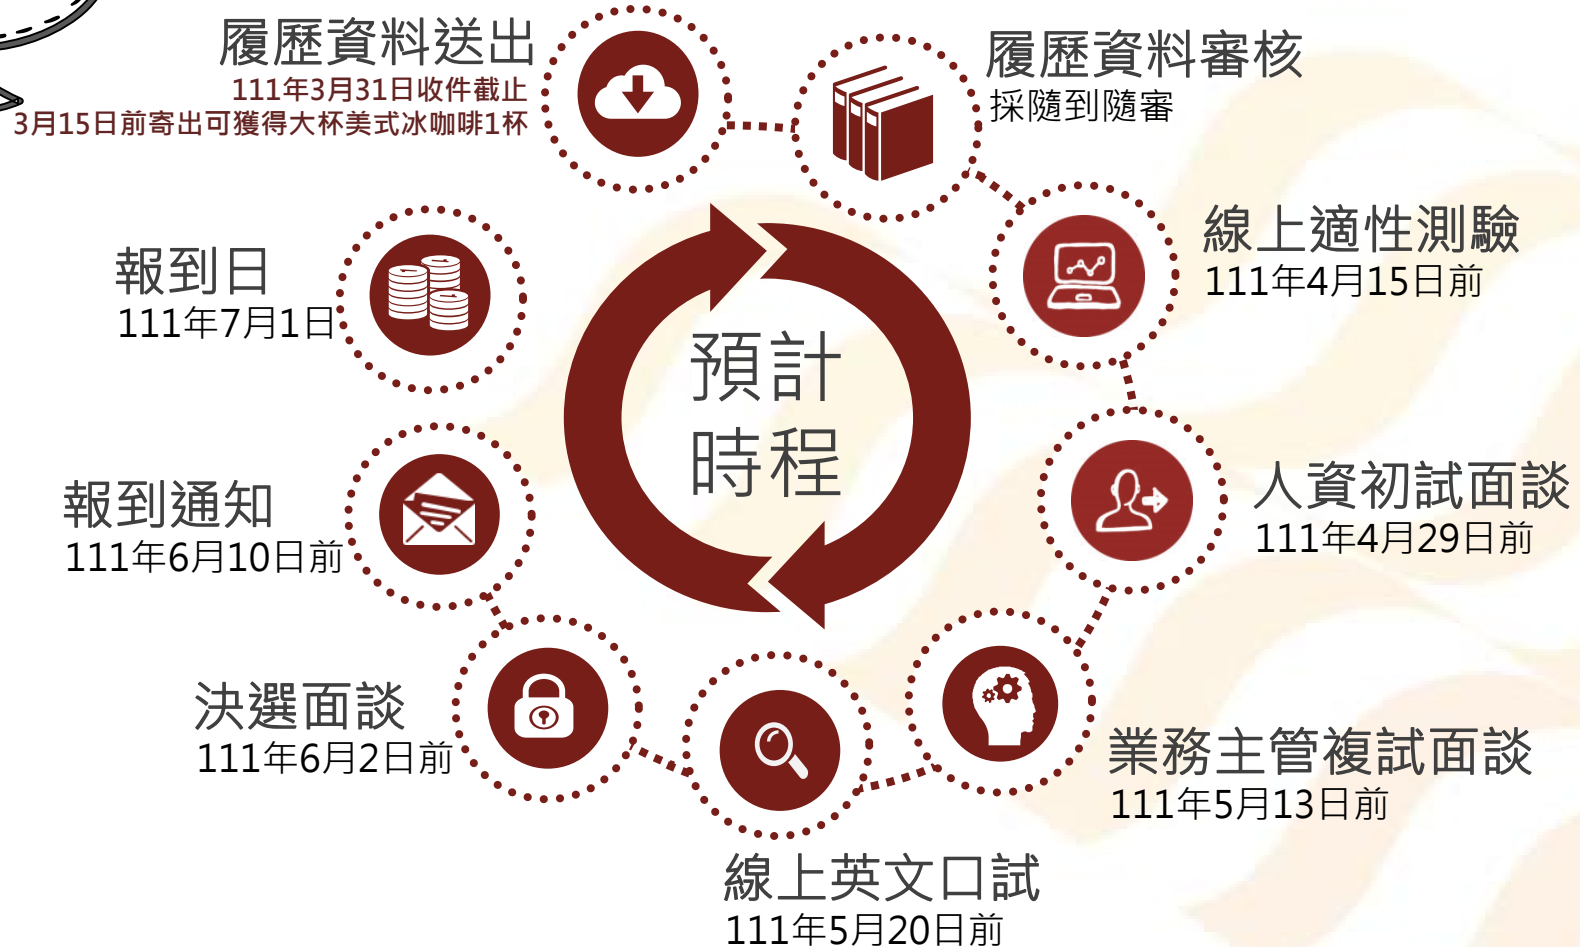 履歷資料送出
111年3月31日收件截止
3月15日前寄出可獲得大杯美式冰咖啡1杯
履歷資料審核
採隨到隨審
線上適性測驗
111年4月15日前
人資初試面談
111年4月29日前
業務主管複試面談
111年5月13日前
線上英文口試
111年5月20日前
決選面談
111年6月2日前
報到通知
111年6月10日前
報到日
111年7月1日
預計
時程